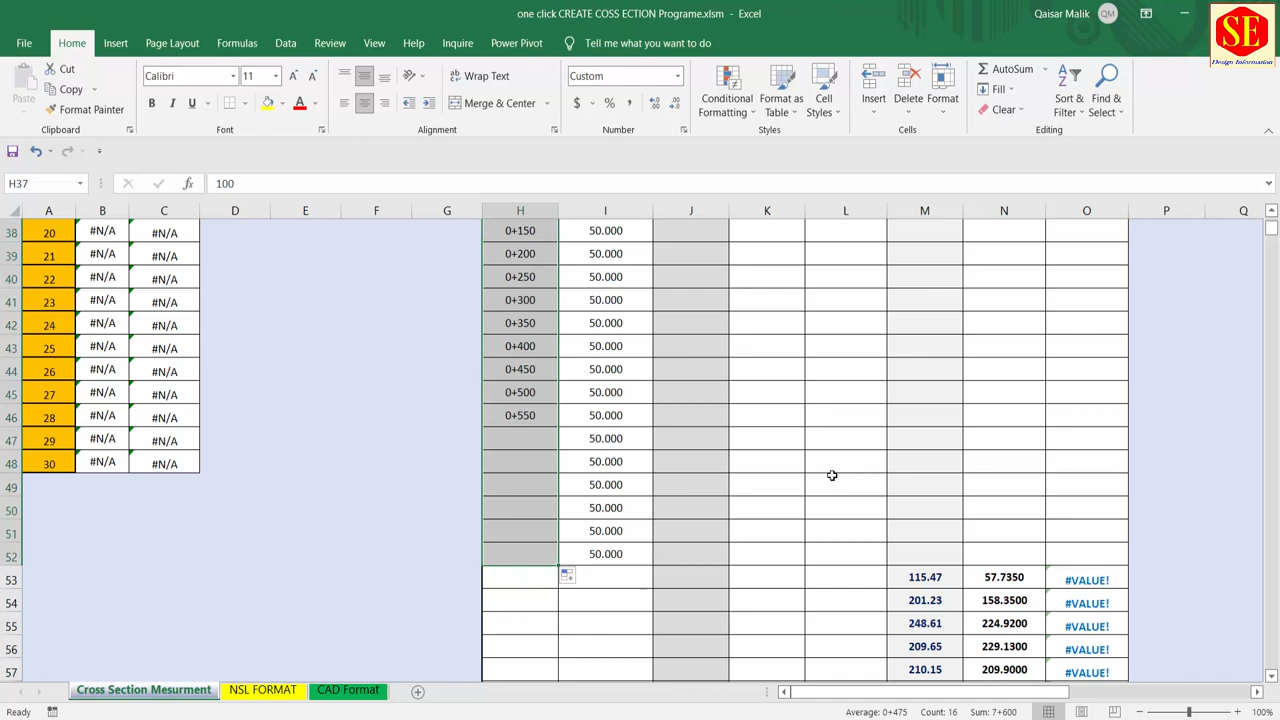 one click CREATE COSS ECTION Programe.xlsm - Excel
Qaisar Malik QM
SE
Design Information
File Home Insert Page Layout Formulas Data Review View Help Inquire Power Pivot Tell me what you want to do
Paste Cut Copy Format Painter Clipboard
Calibri 11 A A B I U A Font
ab Wrap Text Merge & Center Alignment
Custom $ % , Number
Conditional Formatting Format as Table Cell Styles Styles
Insert Delete Format Cells
AutoSum Fill Clear Sort & Filter Find & Select Editing
H37 fx 100
A B C D E F G H I J K L M N O P Q
38 20 #N/A #N/A 0+150 50.000
39 21 #N/A #N/A 0+200 50.000
40 22 #N/A #N/A 0+250 50.000
41 23 #N/A #N/A 0+300 50.000
42 24 #N/A #N/A 0+350 50.000
43 25 #N/A #N/A 0+400 50.000
44 26 #N/A #N/A 0+450 50.000
45 27 #N/A #N/A 0+500 50.000
46 28 #N/A #N/A 0+550 50.000
47 29 #N/A #N/A 50.000
48 30 #N/A #N/A 50.000
49 50.000
50 50.000
51 50.000
52 50.000
53 115.47 57.7350 #VALUE!
54 201.23 158.3500 #VALUE!
55 248.61 224.9200 #VALUE!
56 209.65 229.1300 #VALUE!
57 210.15 209.9000 #VALUE!
Cross Section Mesurment NSL FORMAT CAD Format
Ready Average: 0+475 Count: 16 Sum: 7+600 100%